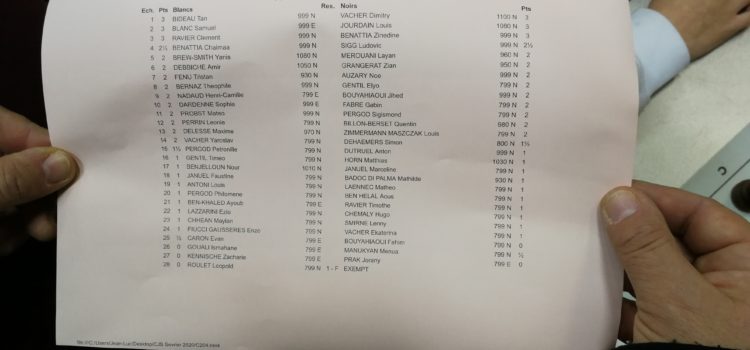 Ech. Pts Blancs Res. Noirs Pts
1 3 BIDEAU Tan 999 N VACHER Dimitry 1100 N 3
2 3 BLANC Samuel 999 E JOURDAIN Louis 1080 N 3
3 3 RAVIER Clement 999 N BENATTIA Zinedine 999 N 3
4 2½ BENATTIA Chaimaa 1050 N SIGG Ludovic 999 N 2½
5 2 BREW-SMITH Yanis 1080 N MEROUANI Layan 960 N 2
6 2 DEBBICHE Amir 1050 N GRANGERAT Zian 950 N 2
7 2 FENU Tristan 930 N AUZARY Noe 999 N 2
8 2 BERNAZ Theophile 999 N GENTIL Elyo 799 N 2
9 2 NADAUD Henri-Camille 799 E BOUYAHIAOUI Jihed 999 N 2
10 2 DARDENNE Sophia 999 E FABRE Gabin 799 N 2
11 2 PROBST Mateo 999 N PERGOD Sigismond 799 N 2
12 2 PERRIN Leonie 799 N BILLON-BERSET Quentin 980 N 2
13 2 DELESSE Maxime 970 N ZIMMERMANN MASZCZAK Louis 799 N 2
14 2 VACHER Yaroslav 799 N DEHAEMERS Simon 800 N 1½
15 1½ PERGOD Petronille 799 N DUTRUEL Anton 999 N 1
16 1 GENTIL Timeo 799 N HORN Matthias 1030 N 1
17 1 BENJELLOUN Nour 1010 N JANUEL Marceline 799 N 1
18 1 JANUEL Faustine 799 N BADOC DI PALMA Mathilde 930 N 1
19 1 ANTONI Louis 799 N LAENNEC Matheo 799 N 1
20 1 PERGOD Philomene 799 N BEN HELAL Aous 799 N 1
21 1 BEN-KHALED Ayoub 799 E RAVIER Timothe 799 N 1
22 1 LAZZARINI Ezio 799 N CHEMALY Hugo 799 N 1
23 1 CHHEAN Maylan 799 N SMIRNE Lenny 799 N 1
24 1 FIUCCI GAUSSERES Enzo 799 N VACHER Ekaterina 799 N 1
25 ½ CARON Evan 799 E BOUYAHIAOUI Fahim 799 N 0
26 0 GOUALI Ismahane 799 N MANUKYAN Menua 799 N ½
27 0 KENNISCHE Zacharie 799 E PRAK Jonimy 799 E 0
28 0 ROULET Leopold 799 N 1 - F EXEMPT
file:///C:/Users/Jean-Luc/Desktop/CJS fevrier 2020/C204.html